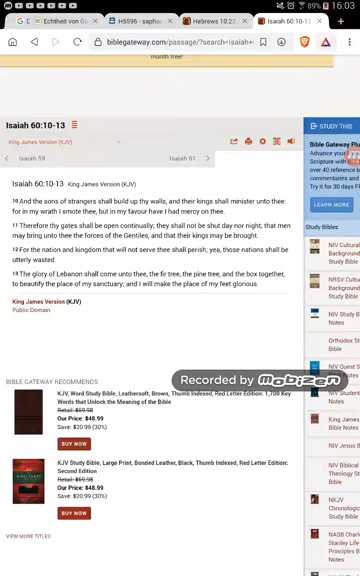 89% 16:03
Echtheit von G
H5596 - saphsa
Hebrews 10:23
Isaiah 60:10-13
biblegateway.com/passage/?search=Isaiah+
month free!
Isaiah 60:10-13
King James Version (KJV)
Isaiah 59
Isaiah 61
Isaiah 60:10-13 King James Version (KJV)
10 And the sons of strangers shall build up thy walls, and their kings shall minister unto thee:
for in my wrath I smote thee, but in my favour have I had mercy on thee.
11 Therefore thy gates shall be open continually; they shall not be shut day nor night; that men
may bring unto thee the forces of the Gentiles, and that their kings may be brought.
12 For the nation and kingdom that will not serve thee shall perish; yea, those nations shall be
utterly wasted.
13 The glory of Lebanon shall come unto thee, the fir tree, the pine tree, and the box together,
to beautify the place of my sanctuary; and I will make the place of my feet glorious.
King James Version (KJV)
Public Domain
Recorded by Mobizen
BIBLE GATEWAY RECOMMENDS
KJV, Word Study Bible, Leathersoft, Brown, Thumb Indexed, Red Letter Edition: 1,700 Key
Words that Unlock the Meaning of the Bible
Retail: $69.98
Our Price: $48.99
Save: $20.99 (30%)
BUY NOW
KJV Study Bible, Large Print, Bonded Leather, Black, Thumb Indexed, Red Letter Edition:
Second Edition
Retail: $69.98
Our Price: $48.99
Save: $20.99 (30%)
BUY NOW
VIEW MORE TITLES
STUDY THIS
Bible Gateway Plus
Advance your
Scripture with
over 40 reference b
commentaries and
Try it for 30 days F
LEARN MORE
Study Bibles
NIV Cultural
Background
Study Bible
NRSV Cultural
Background
Study Bible
NIV Study B
Notes
Orthodox Stud
Bible
NIV Quest
Study Bible
NIV Student
Notes
King James
Bible Notes
NIV Jesus B
NIV Biblical
Theology Stu
Bible
NKJV
Chronologic
Study Bible
NASB Charl
Stanley Life
Principles B
Notes